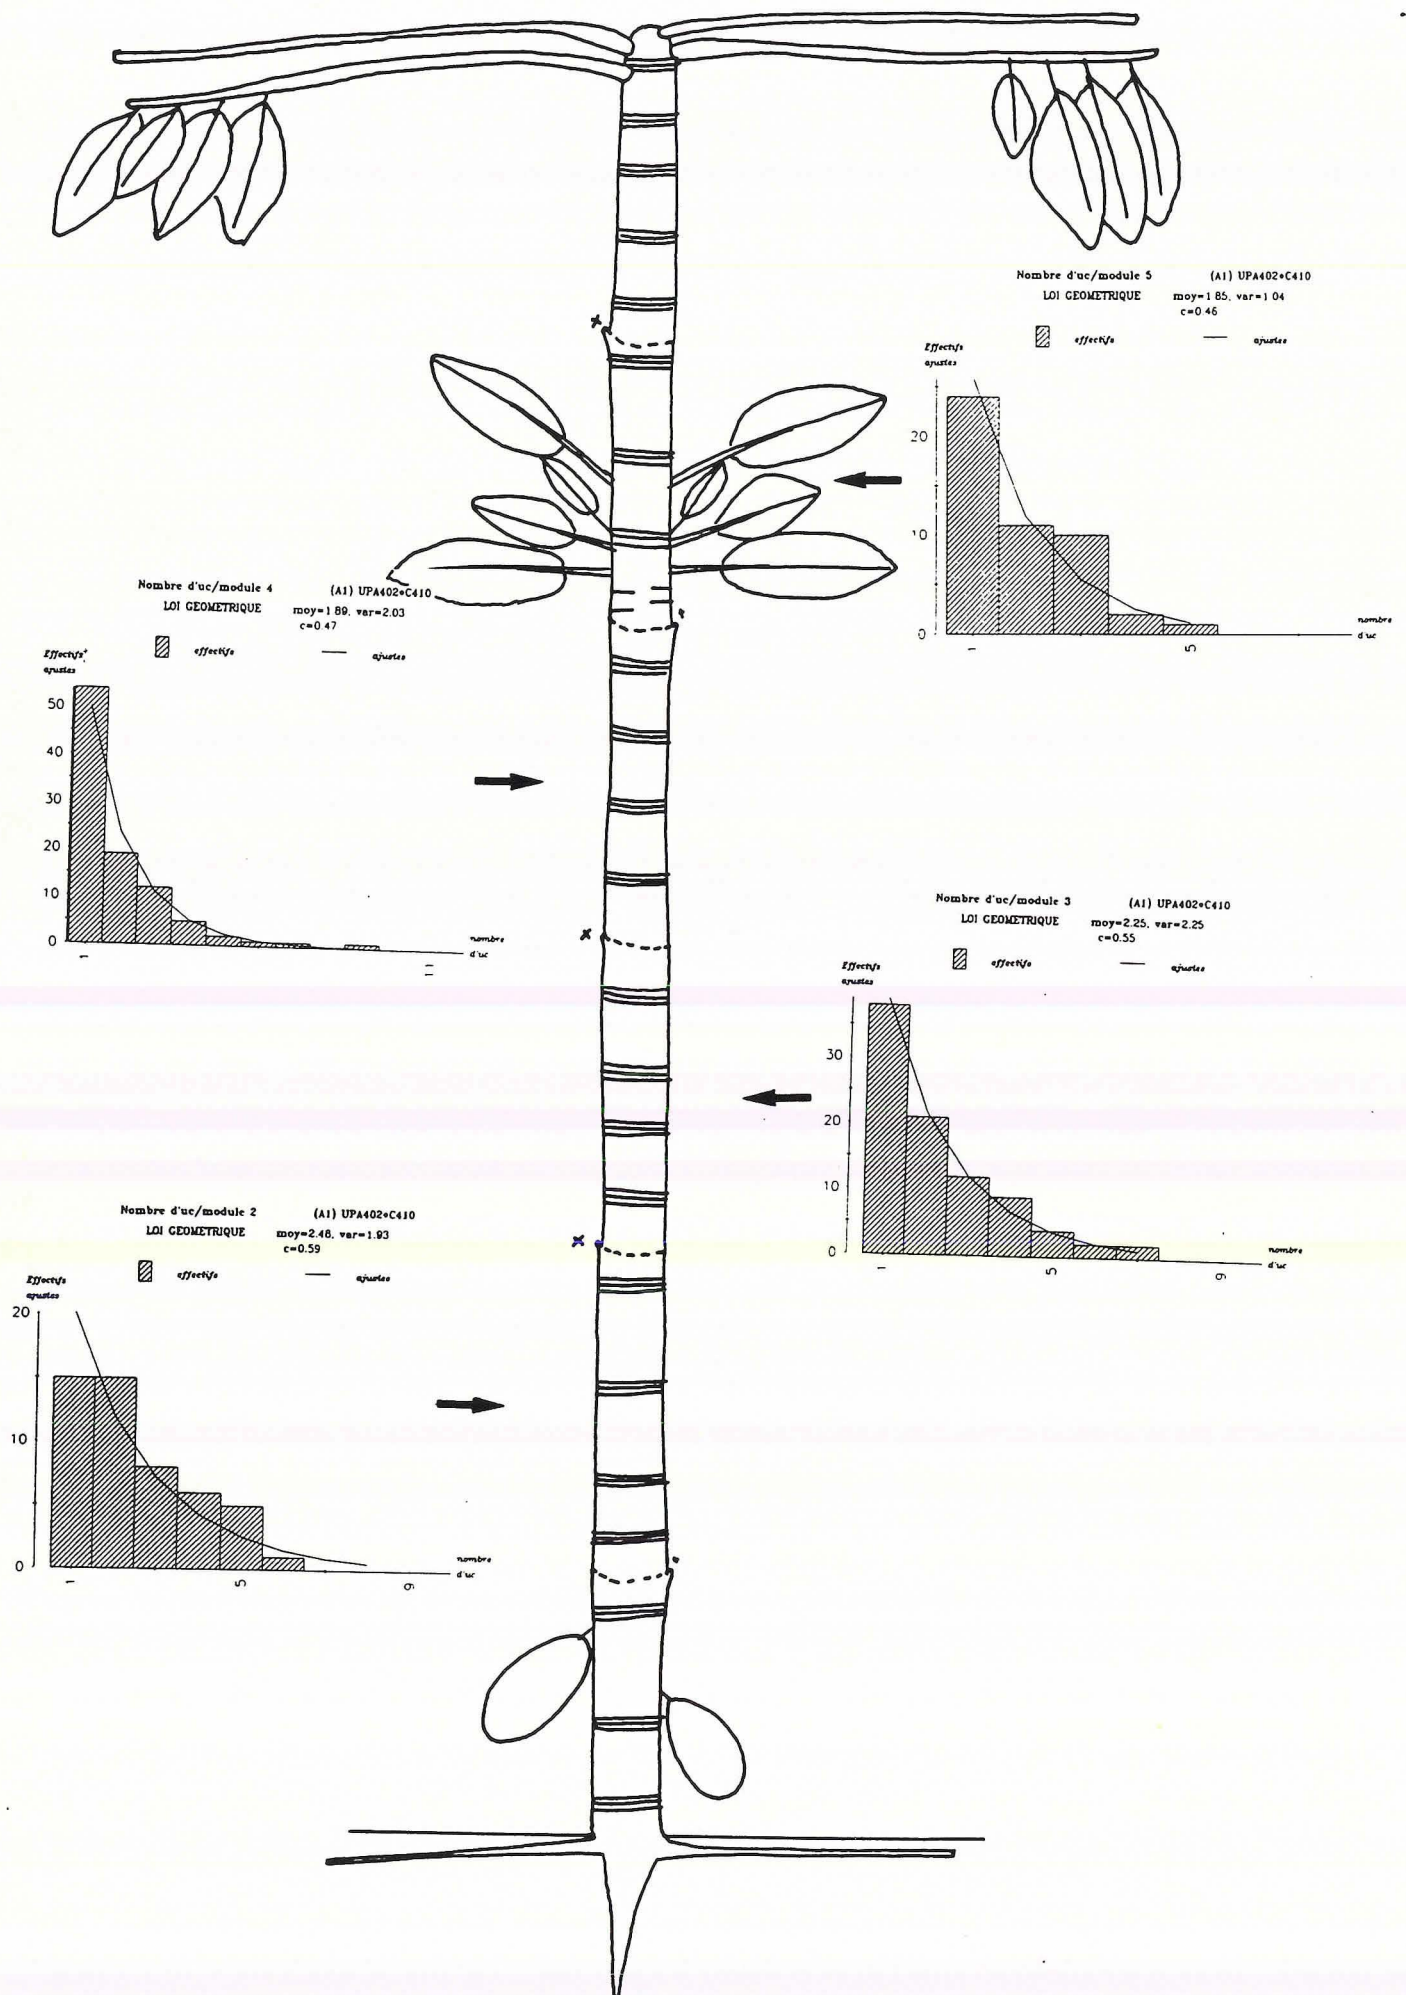 Nombre d'uc/module 5 (A1) UPA402•C410
LOI GEOMETRIQUE moy=1 85, var=1 04
c=0.46
effectifs ajustes
Effectifs
ajustes
20
10
0
1 5
nombre
d'uc
Nombre d'uc/module 4 (A1) UPA402•C410
LOI GEOMETRIQUE moy=1 89, var=2.03
c=0.47
effectifs ajustes
Effectifs
ajustes
50
40
30
20
10
0
1 11
nombre
d'uc
Nombre d'uc/module 3 (A1) UPA402•C410
LOI GEOMETRIQUE moy=2.25, var=2.25
c=0.55
effectifs ajustes
Effectifs
ajustes
30
20
10
0
1 5 9
nombre
d'uc
Nombre d'uc/module 2 (A1) UPA402•C410
LOI GEOMETRIQUE moy=2.48, var=1.93
c=0.59
effectifs ajustes
Effectifs
ajustes
20
10
0
1 5 9
nombre
d'uc